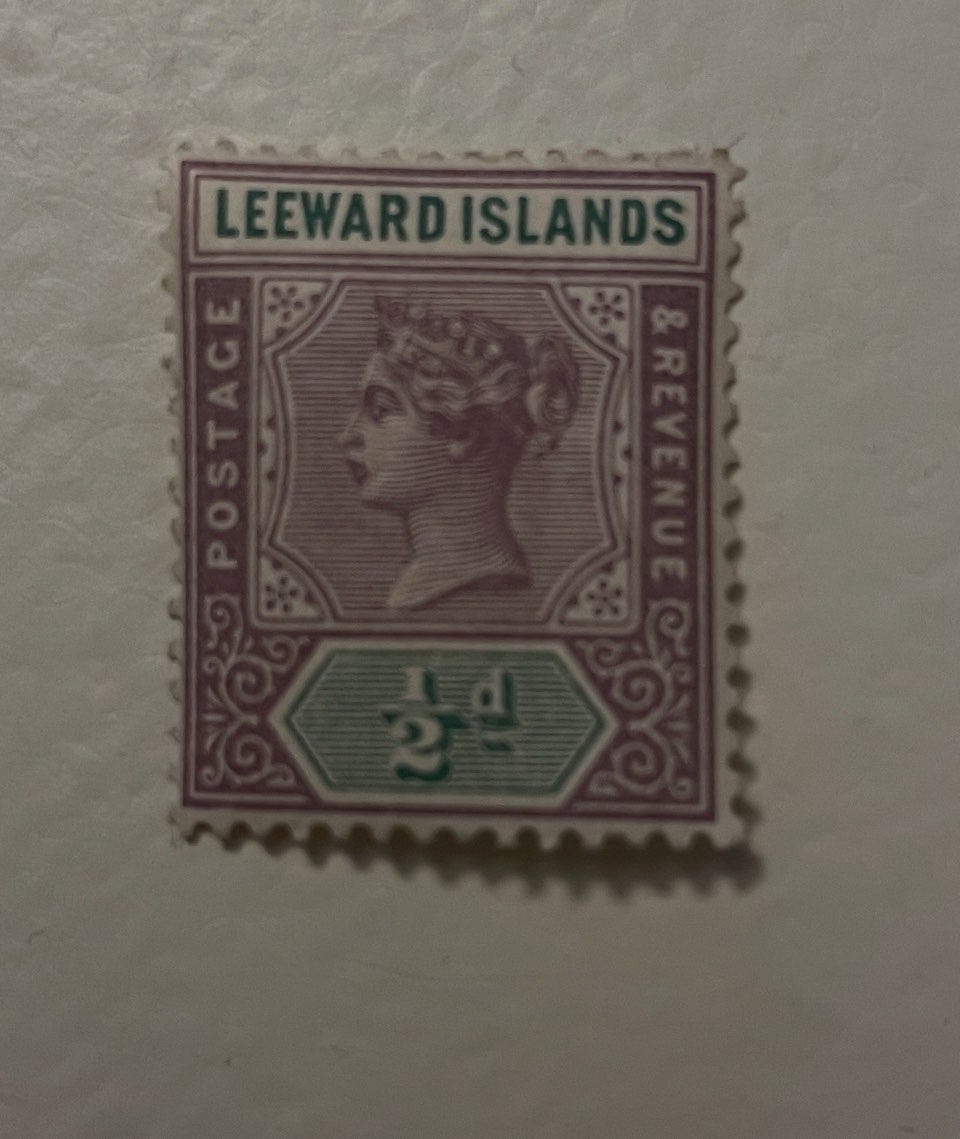 LEEWARD ISLANDS
POSTAGE
& REVENUE
½d